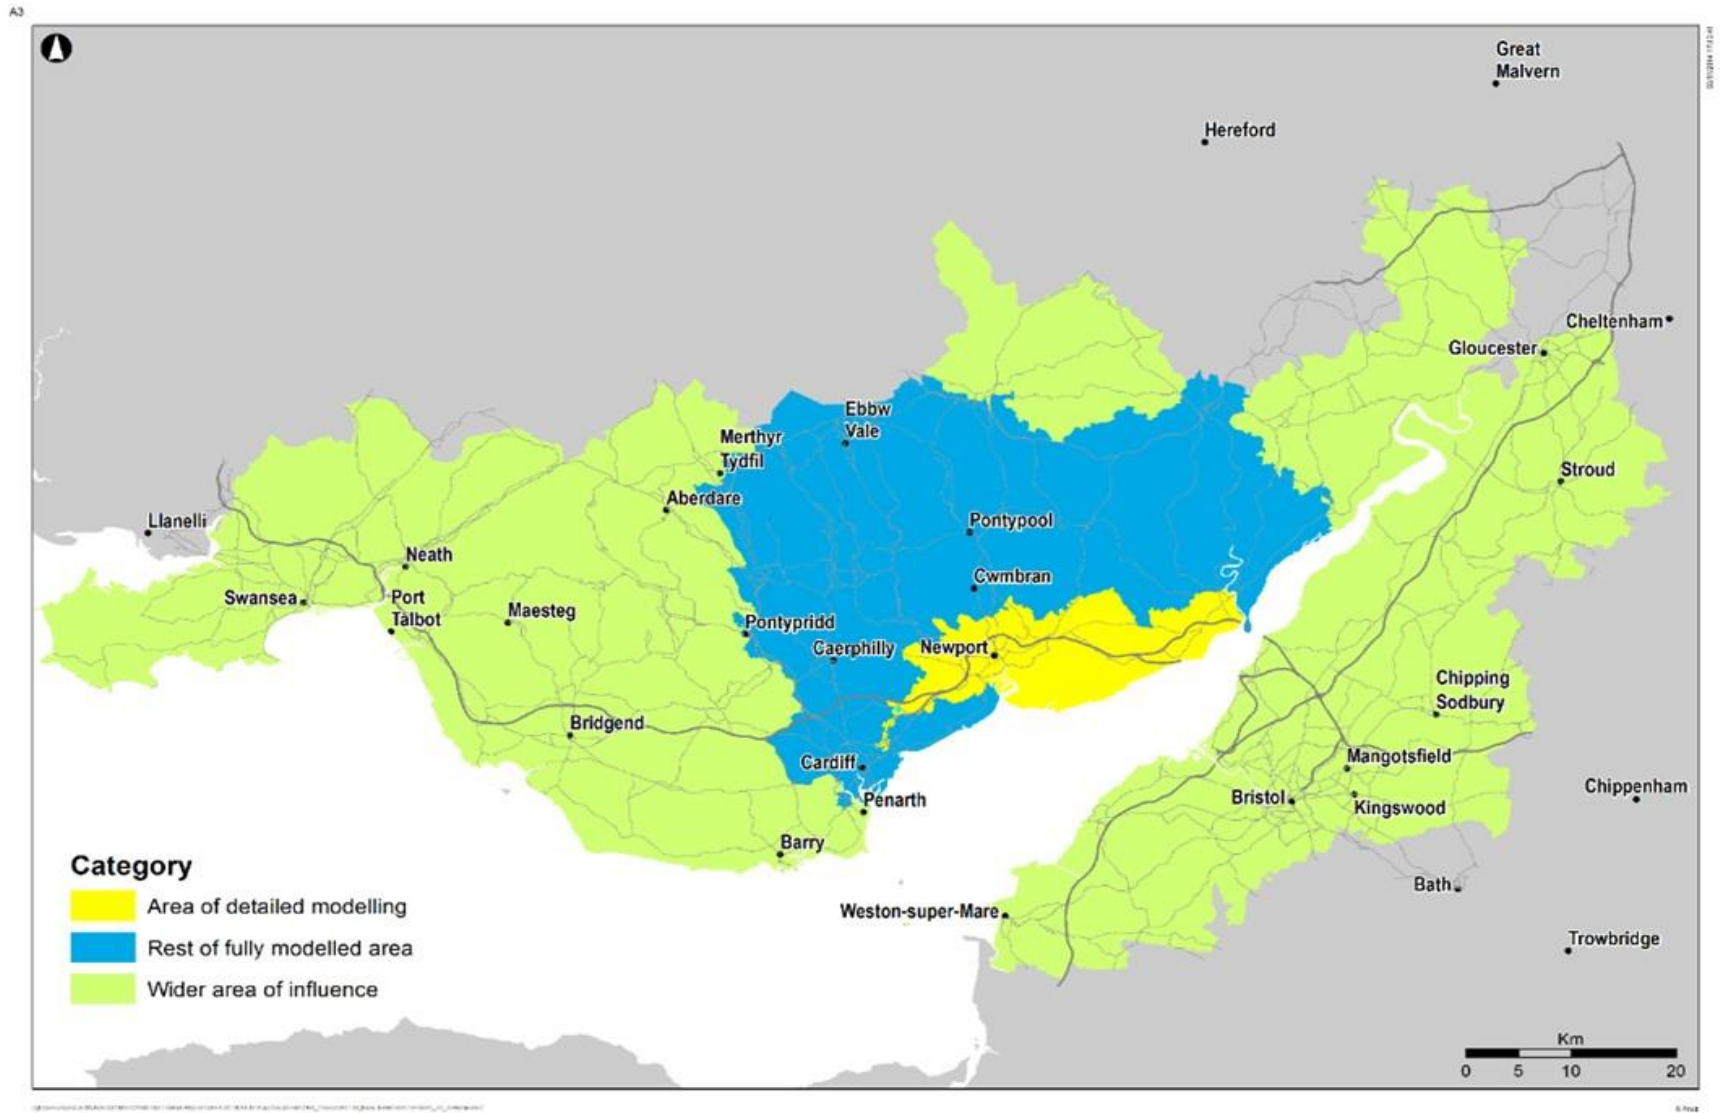 A3
Great
Malvern
Hereford
Cheltenham
Gloucester
Ebbw
Vale
Merthyr
Tydfil
Stroud
Aberdare
Llanelli
Pontypool
Neath
Cwmbran
Swansea
Port
Talbot
Maesteg
Pontypridd
Caerphilly
Newport
Chipping
Sodbury
Bridgend
Mangotsfield
Cardiff
Chippenham
Penarth
Bristol
Kingswood
Barry
Category
Bath
Area of detailed modelling
Weston-super-Mare
Trowbridge
Rest of fully modelled area
Wider area of influence
Km
0 5 10 20